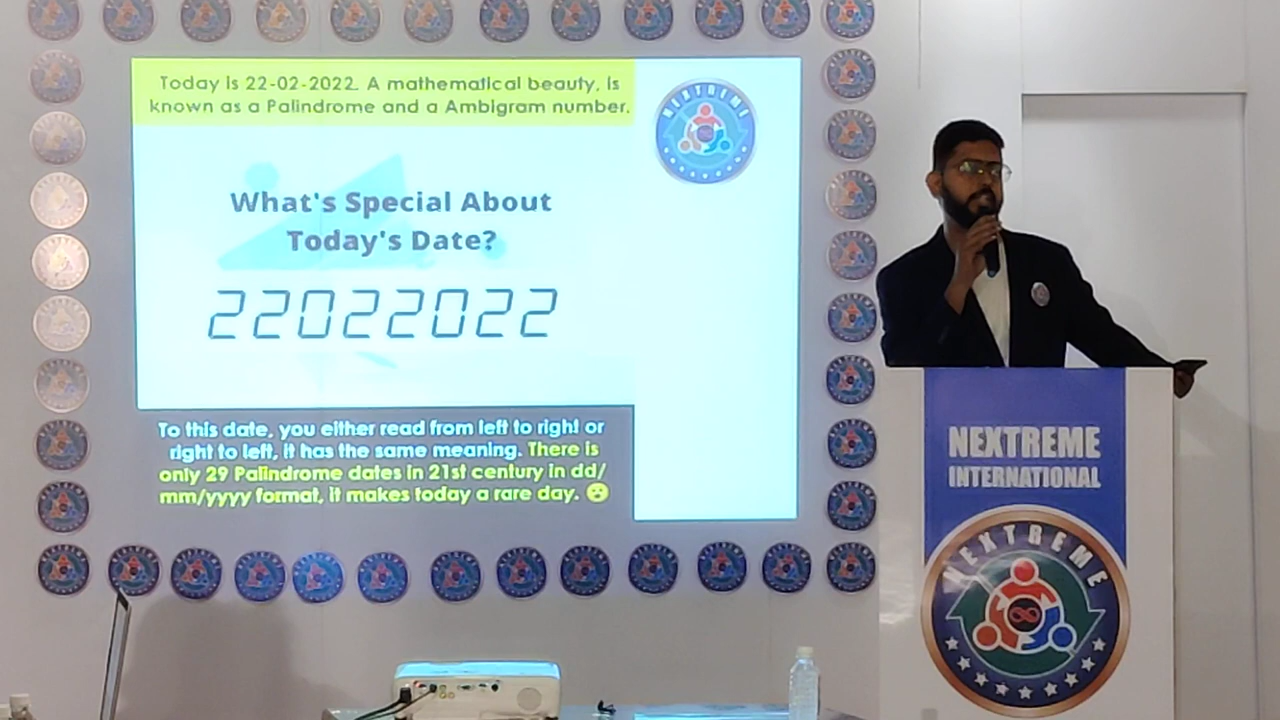 Today is 22-02-2022. A mathematical beauty, is
known as a Palindrome and a Ambigram number.
NEXTREME
What's Special About
Today's Date?
22022022
To this date, you either read from left to right or
right to left, it has the same meaning. There is
only 29 Palindrome dates in 21st century in dd/
mm/yyyy format, it makes today a rare day.
NEXTREME
INTERNATIONAL
NEXTREME